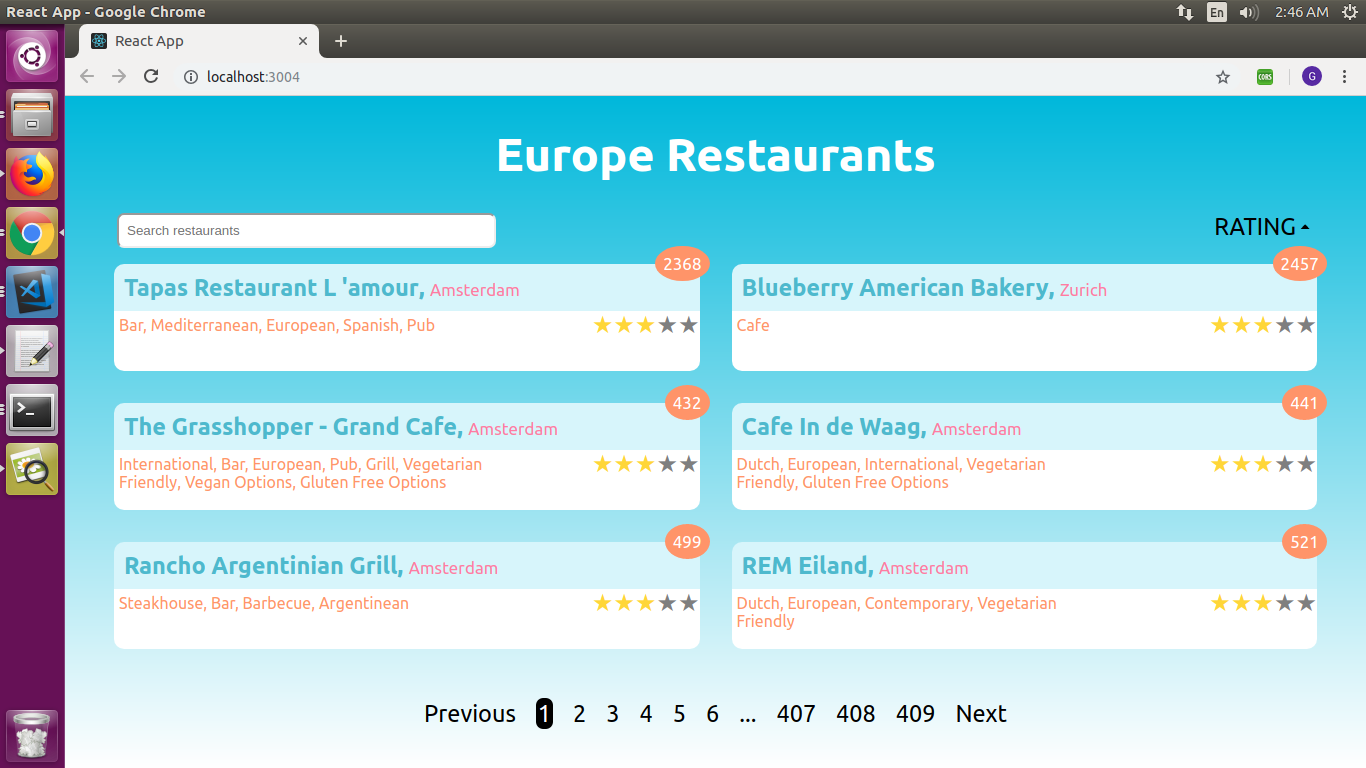 React App - Google Chrome
En
2:46 AM
React App
localhost:3004
CORS
G
Europe Restaurants
Search restaurants
RATING
2368
Tapas Restaurant L 'amour, Amsterdam
Bar, Mediterranean, European, Spanish, Pub
2457
Blueberry American Bakery, Zurich
Cafe
432
The Grasshopper - Grand Cafe, Amsterdam
International, Bar, European, Pub, Grill, Vegetarian
Friendly, Vegan Options, Gluten Free Options
441
Cafe In de Waag, Amsterdam
Dutch, European, International, Vegetarian
Friendly, Gluten Free Options
499
Rancho Argentinian Grill, Amsterdam
Steakhouse, Bar, Barbecue, Argentinean
521
REM Eiland, Amsterdam
Dutch, European, Contemporary, Vegetarian
Friendly
Previous 1 2 3 4 5 6 ... 407 408 409 Next